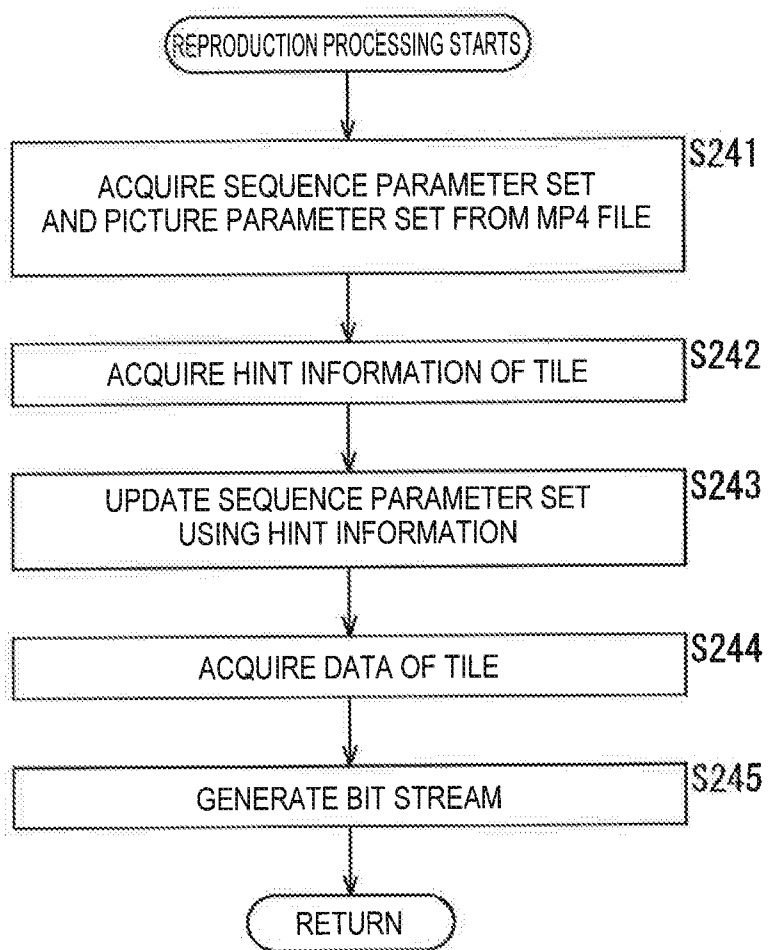 REPRODUCTION PROCESSING STARTS
S241
ACQUIRE SEQUENCE PARAMETER SET
AND PICTURE PARAMETER SET FROM MP4 FILE
S242
ACQUIRE HINT INFORMATION OF TILE
S243
UPDATE SEQUENCE PARAMETER SET
USING HINT INFORMATION
S244
ACQUIRE DATA OF TILE
S245
GENERATE BIT STREAM
RETURN